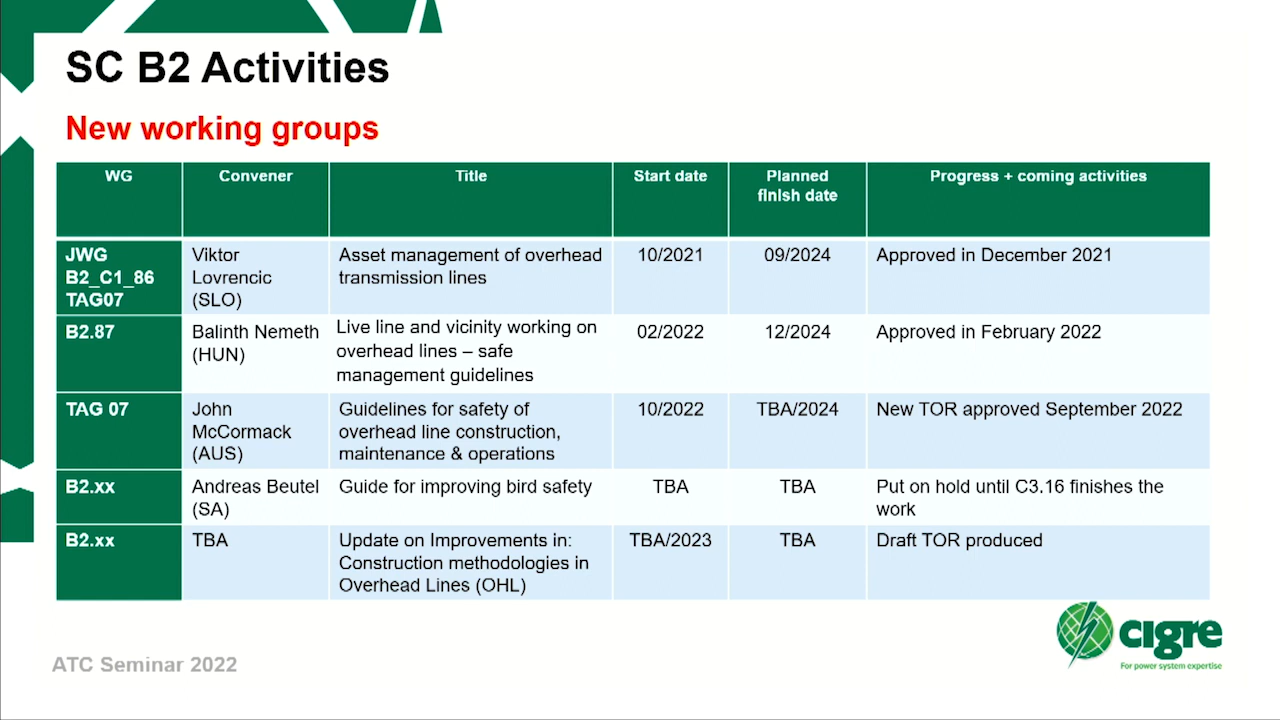 SC B2 Activities
New working groups
WG
Convener
Title
Start date
Planned
finish date
Progress + coming activities
JWG
B2_C1_86
TAG07
Viktor
Lovrencic
(SLO)
Asset management of overhead
transmission lines
10/2021
09/2024
Approved in December 2021
B2.87
Balinth Nemeth
(HUN)
Live line and vicinity working on
overhead lines – safe
management guidelines
02/2022
12/2024
Approved in February 2022
TAG 07
John
McCormack
(AUS)
Guidelines for safety of
overhead line construction,
maintenance & operations
10/2022
TBA/2024
New TOR approved September 2022
B2.xx
Andreas Beutel
(SA)
Guide for improving bird safety
TBA
TBA
Put on hold until C3.16 finishes the
work
B2.xx
TBA
Update on Improvements in:
Construction methodologies in
Overhead Lines (OHL)
TBA/2023
TBA
Draft TOR produced
ATC Seminar 2022
cigre
For power system expertise